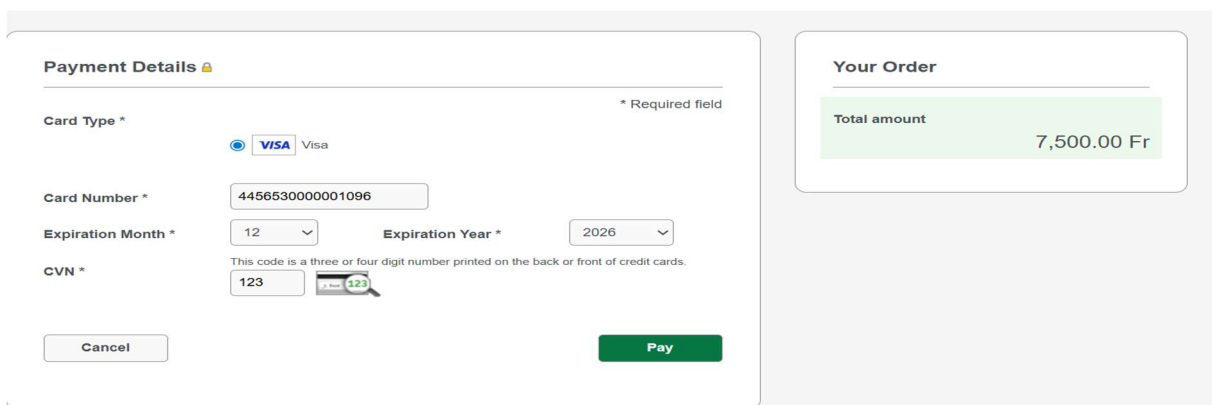 Payment Details
* Required field
Card Type *
VISA Visa
Card Number * 4456530000001096
Expiration Month * 12 Expiration Year * 2026
This code is a three or four digit number printed on the back or front of credit cards.
CVN * 123
123
Cancel Pay
Your Order
Total amount
7,500.00 Fr